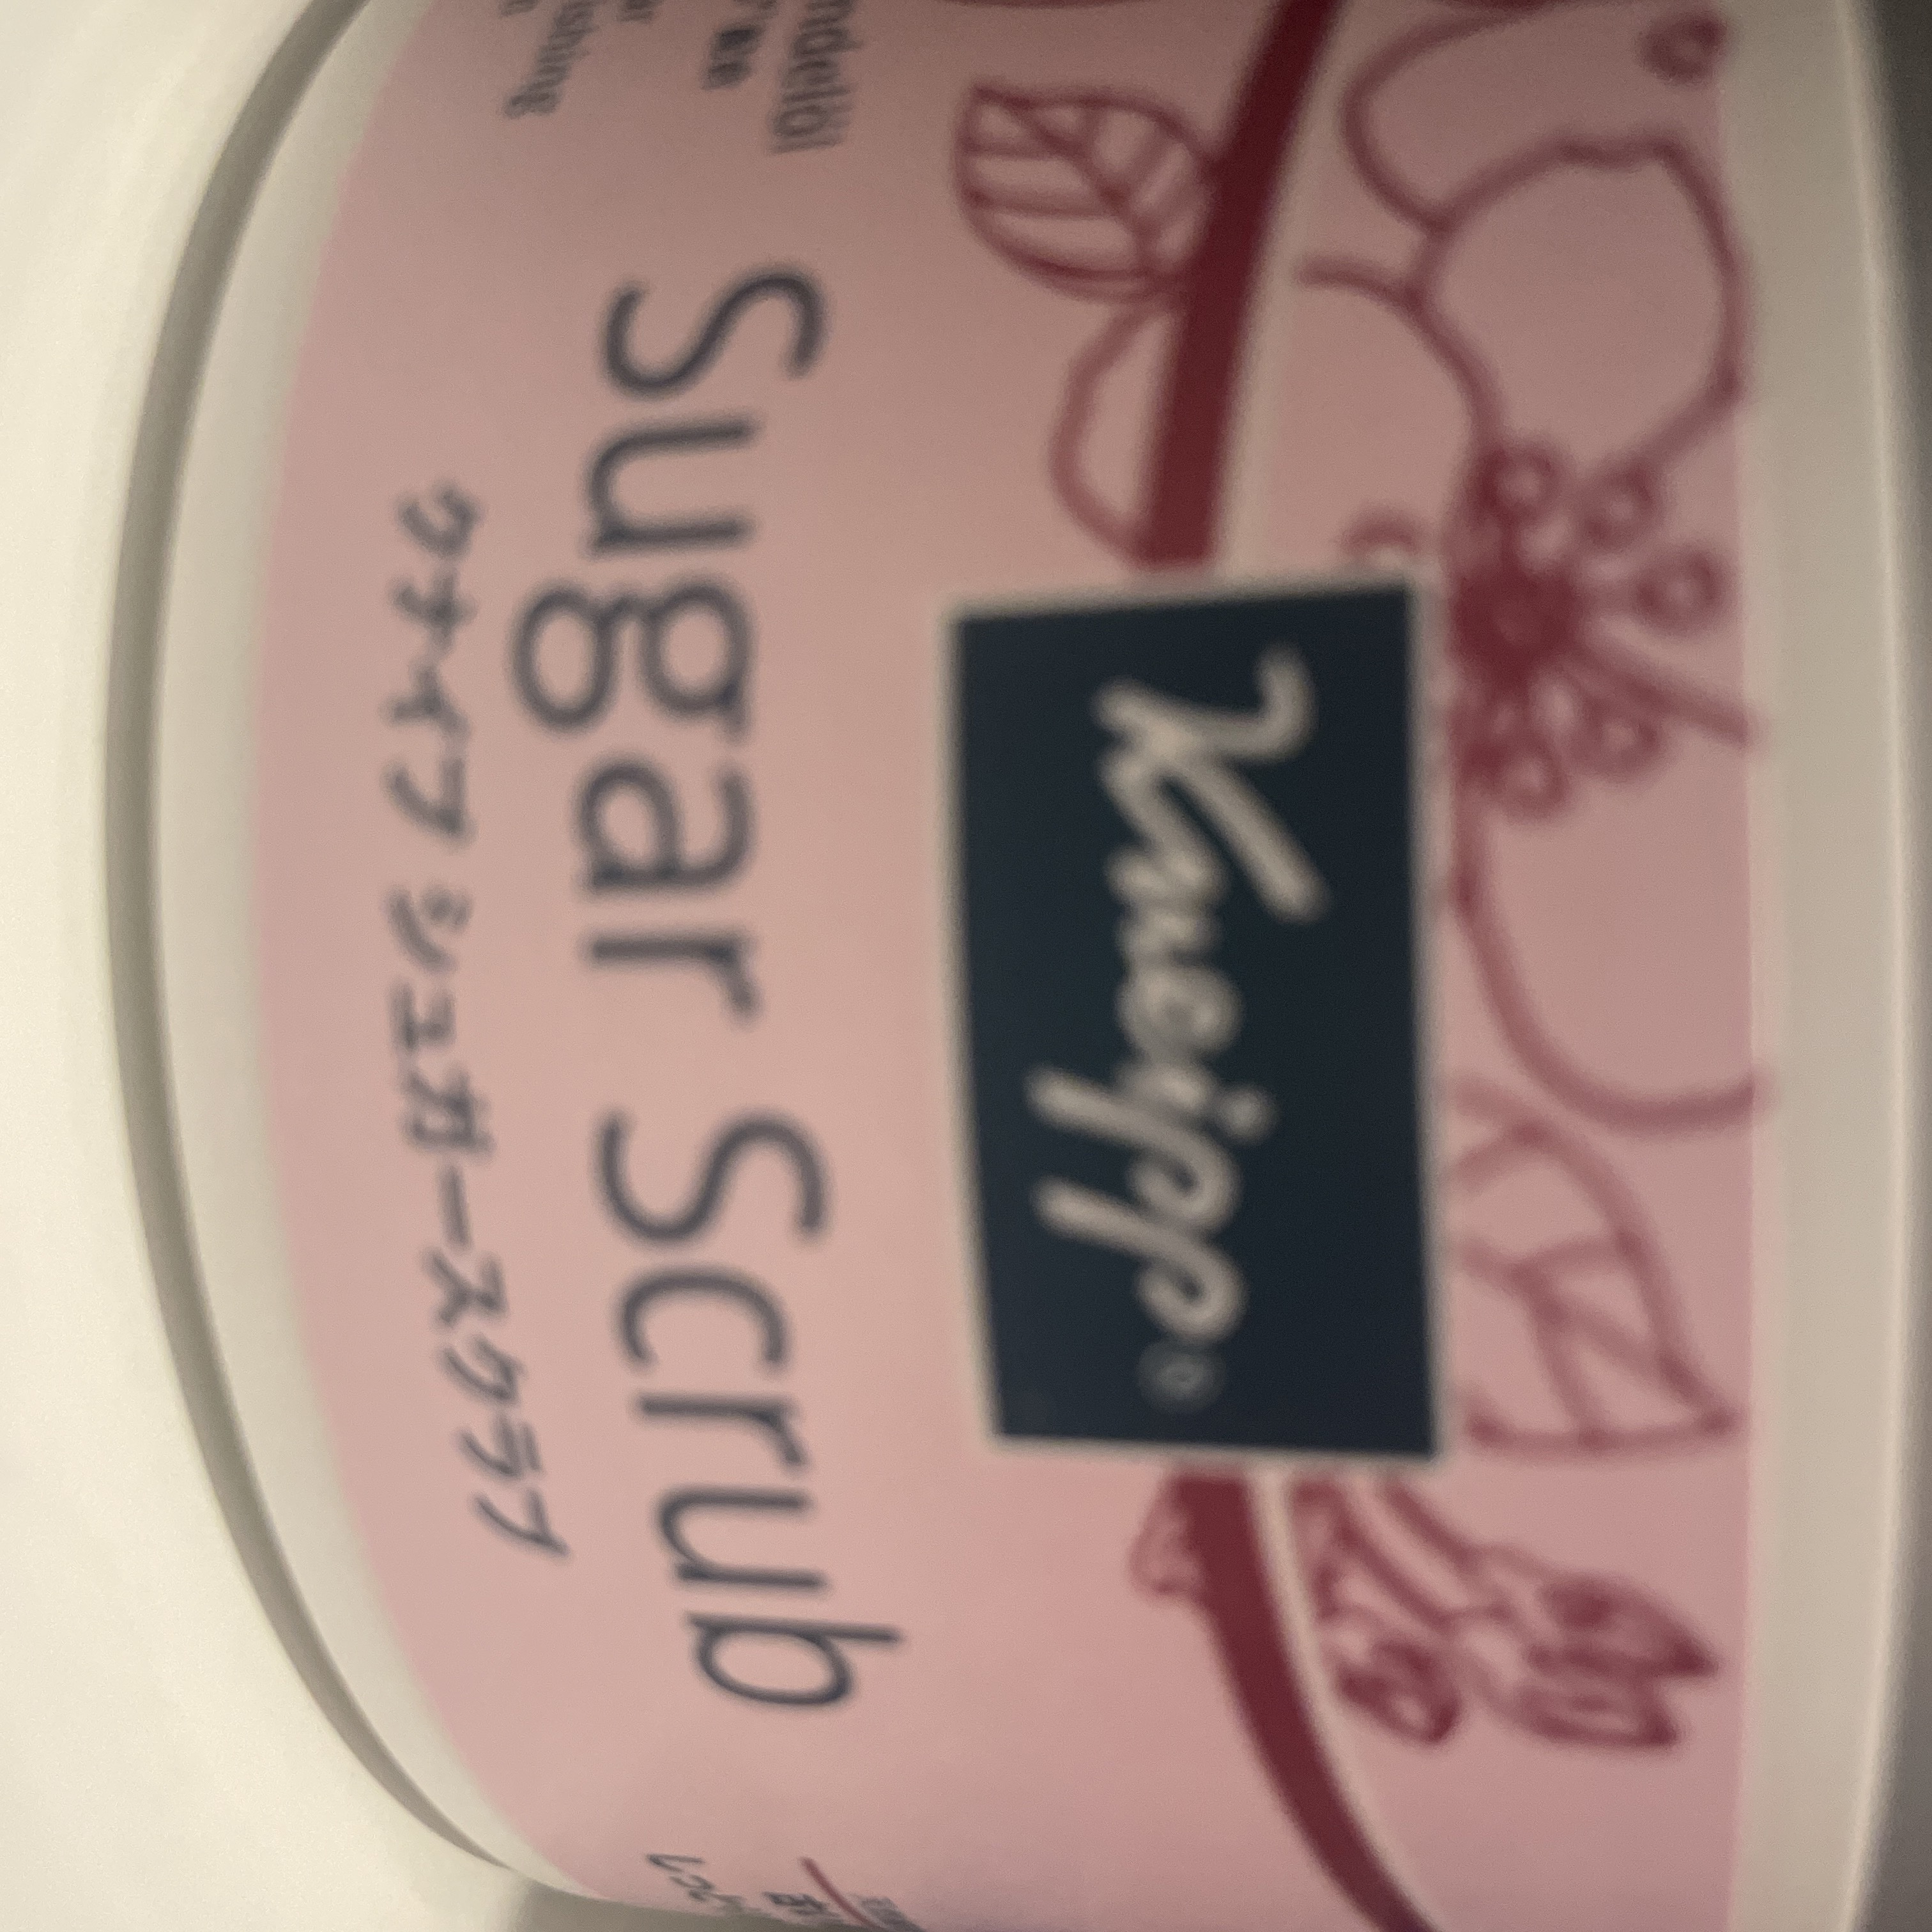 Kneipp®
Sugar Scrub
クナイプ シュガースクラブ